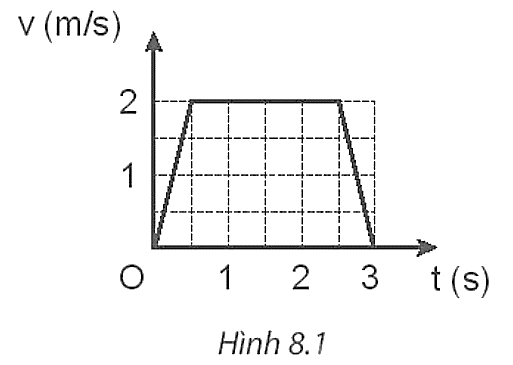 v (m/s)
2
1
O 1 2 3 t (s)
Hình 8.1